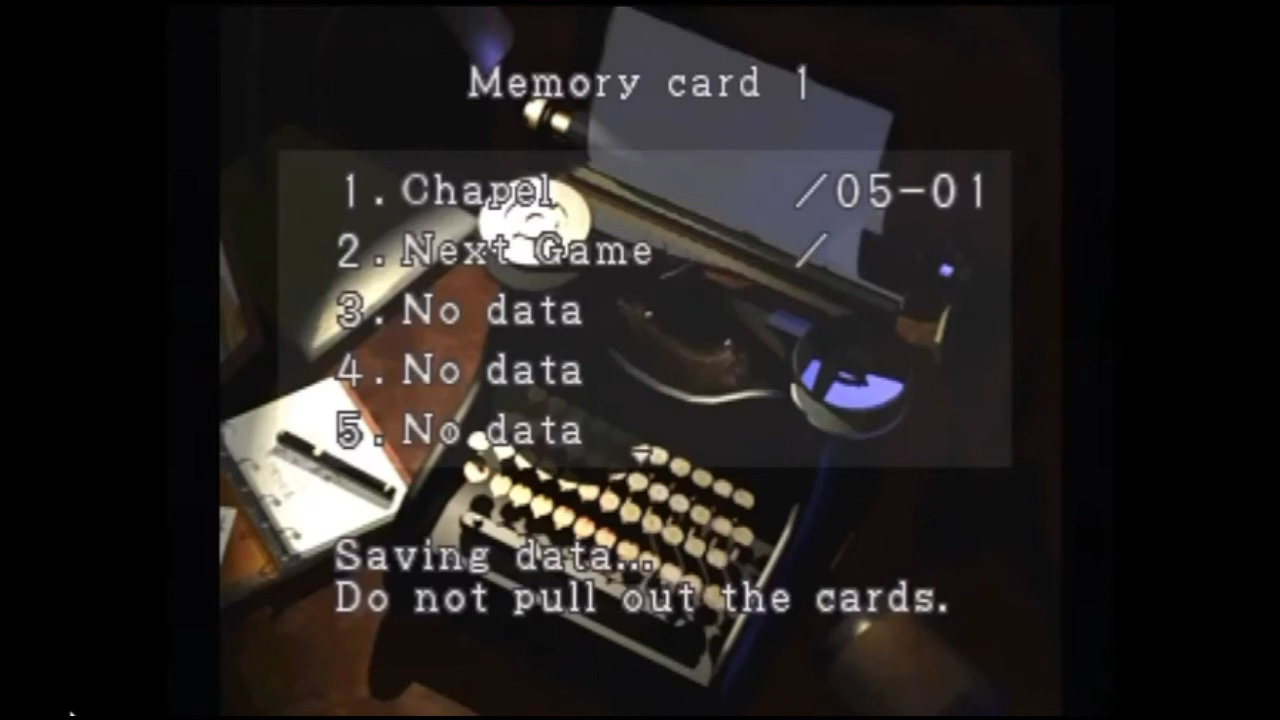 Memory card 1
1. Chapel /05-01
2. Next Game /
3. No data
4. No data
5. No data
Saving data...
Do not pull out the cards.